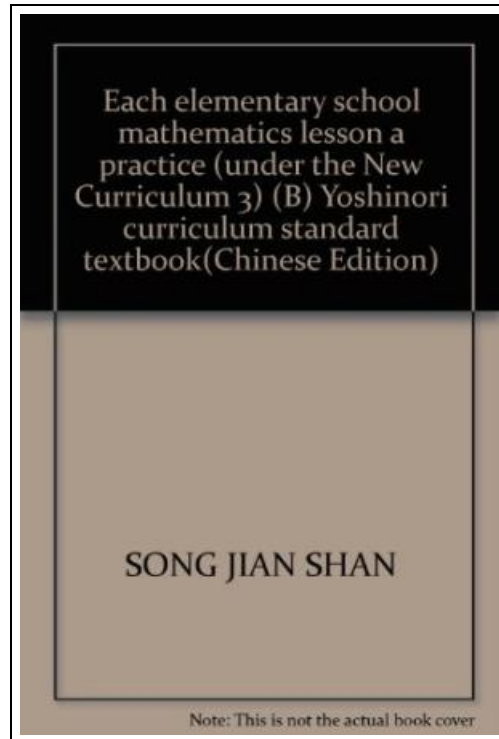 Each elementary school
mathematics lesson a
practice (under the New
Curriculum 3) (B) Yoshinori
curriculum standard
textbook(Chinese Edition)
SONG JIAN SHAN
Note: This is not the actual book cover